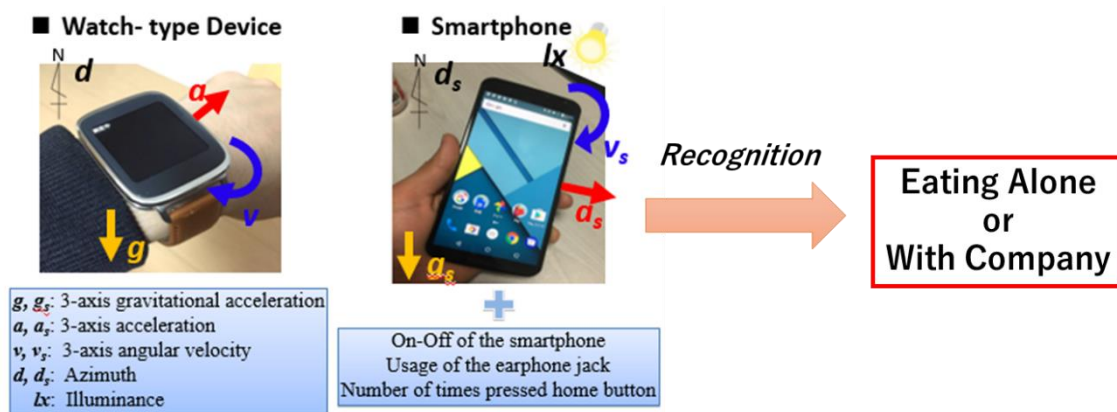 ■ Watch- type Device
N
d
a
v
g
g, gs: 3-axis gravitational acceleration
a, as: 3-axis acceleration
v, vs: 3-axis angular velocity
d, ds: Azimuth
lx: Illuminance
■ Smartphone
N
ds
lx
vs
as
as
On-Off of the smartphone
Usage of the earphone jack
Number of times pressed home button
Recognition
Eating Alone
or
With Company